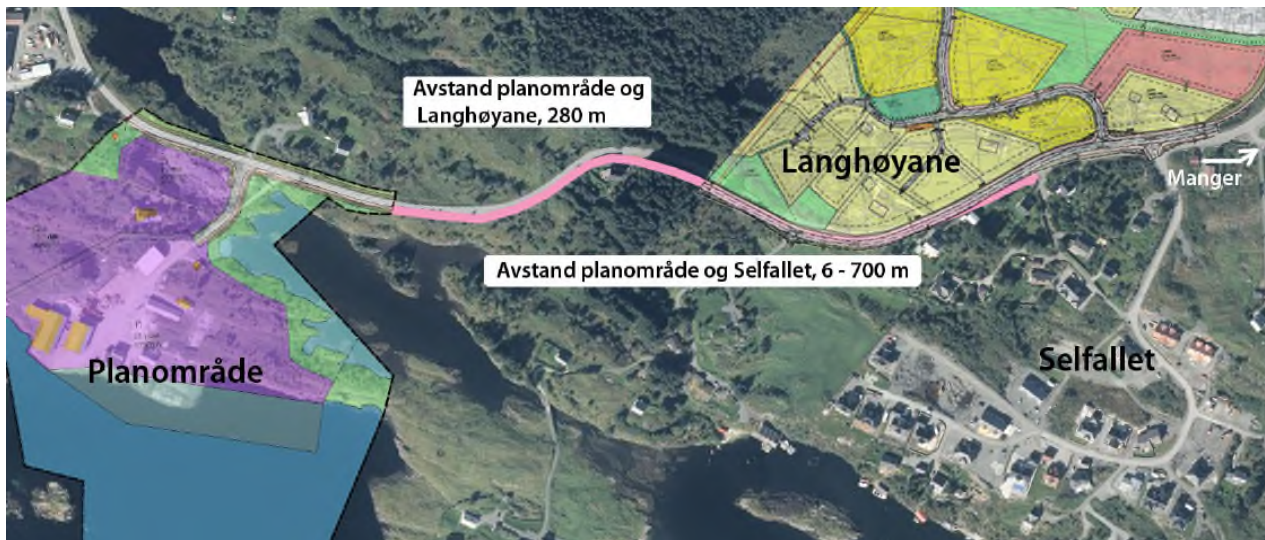 Avstand planområde og
Langhøyane, 280 m
Langhøyane
Manger
Avstand planområde og Selfallet, 6 - 700 m
Selfallet
Planområde